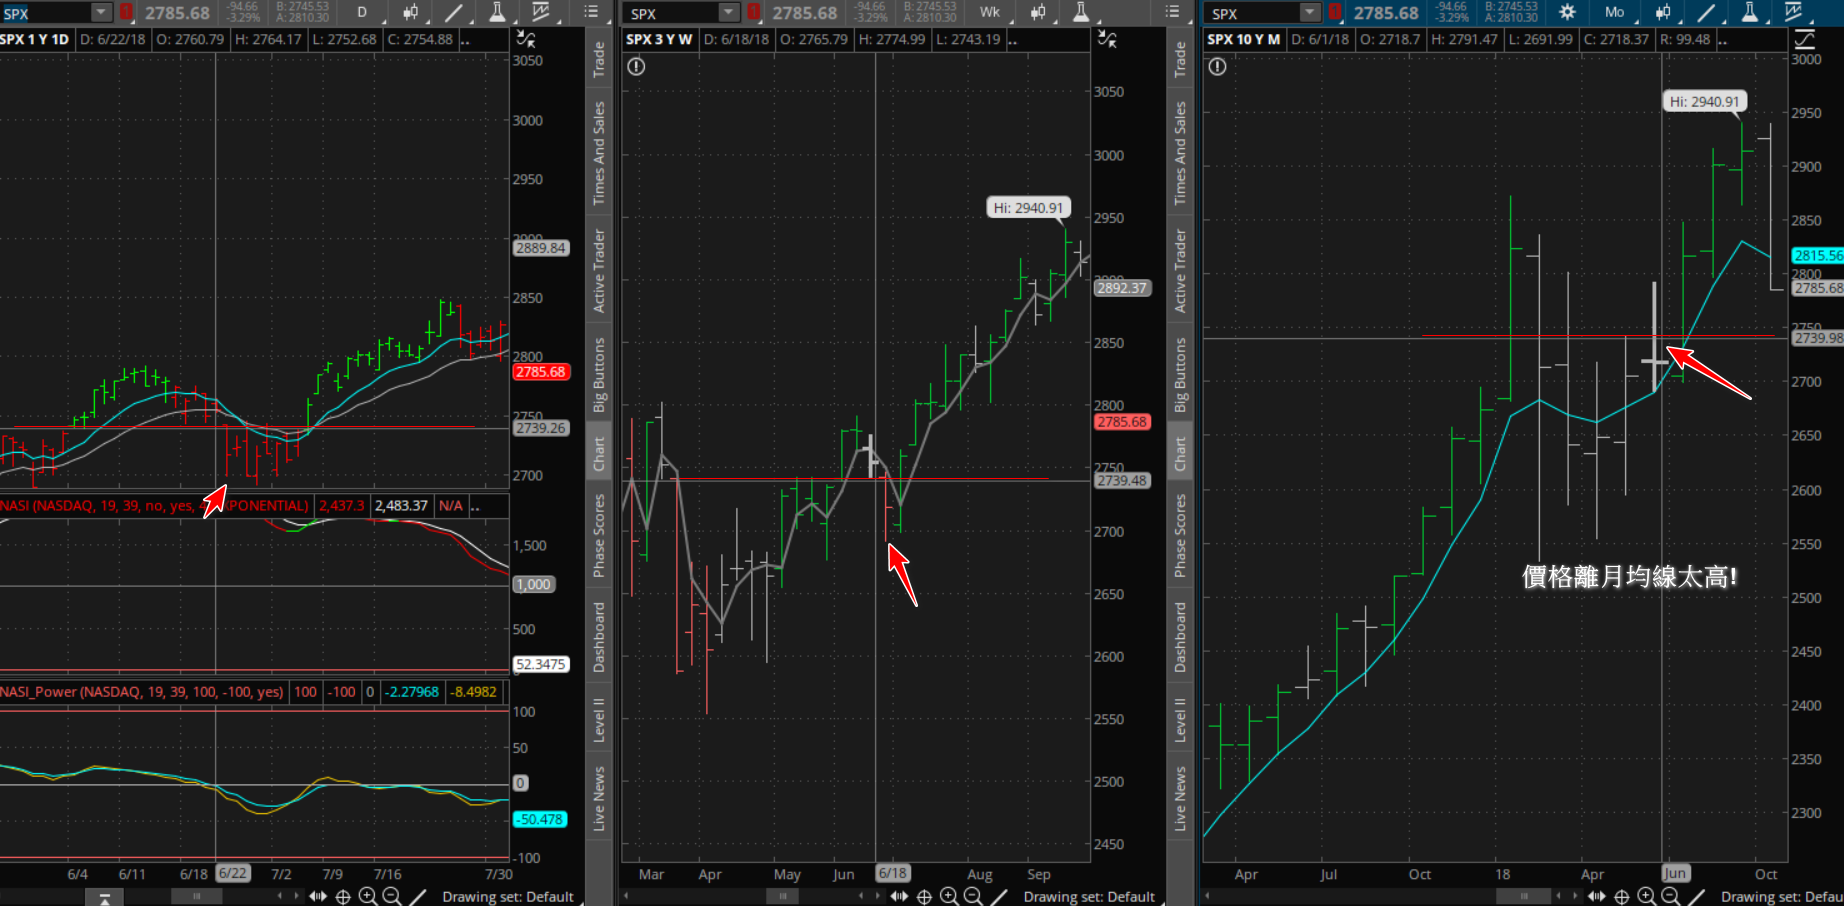 SPX 2785.68 -94.66 -3.29% B: 2745.53 A: 2810.30 D
SPX 1 Y 1D D: 6/22/18 O: 2760.79 H: 2764.17 L: 2752.68 C: 2754.88 ..
3050
3000
2950
2889.84
2850
2800
2785.68
2750
2739.26
2700
NASI (NASDAQ, 19, 39, no, yes, XPONENTIAL) 2,437.3 2,483.37 N/A ..
1,500
1,000
500
52.3475
NASI_Power (NASDAQ, 19, 39, 100, -100, yes) 100 -100 0 -2.27968 -8.4982
100
50
0
-50.478
-100
6/4 6/11 6/18 6/22 7/2 7/9 7/16 7/30
Drawing set: Default
Trade
Times And Sales
Active Trader
Big Buttons
Chart
Phase Scores
Dashboard
Level II
Live News
SPX 2785.68 -94.66 -3.29% B: 2745.53 A: 2810.30 Wk
SPX 3 Y W D: 6/18/18 O: 2765.79 H: 2774.99 L: 2743.19 ..
3050
3000
Hi: 2940.91
2950
2900
2892.37
2850
2800
2785.68
2750
2739.48
2700
2650
2600
2550
2500
2450
Mar Apr May Jun 6/18 Aug Sep
Drawing set: Default
Trade
Times And Sales
Active Trader
Big Buttons
Chart
Phase Scores
Dashboard
Level II
Live News
SPX 2785.68 -94.66 -3.29% B: 2745.53 A: 2810.30 Mo
SPX 10 Y M D: 6/1/18 O: 2718.7 H: 2791.47 L: 2691.99 C: 2718.37 R: 99.48 ..
3000
Hi: 2940.91
2950
2900
2850
2815.56
2800
2785.68
2750
2739.98
2700
2650
2600
價格離月均線太高!
2550
2500
2450
2400
2350
2300
Apr Jul Oct 18 Apr Jun Oct
Drawing set: Defau